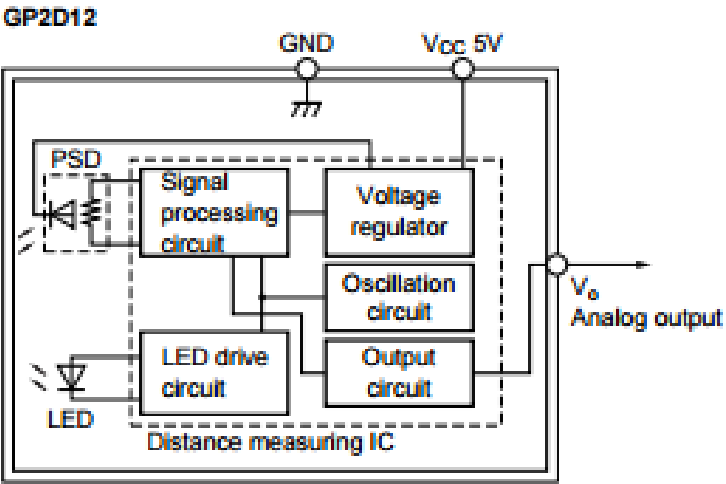 GP2D12
GND
VCC 5V
PSD
Signal
processing
circuit
Voltage
regulator
Oscillation
circuit
Vo
Analog output
LED drive
circuit
Output
circuit
LED
Distance measuring IC